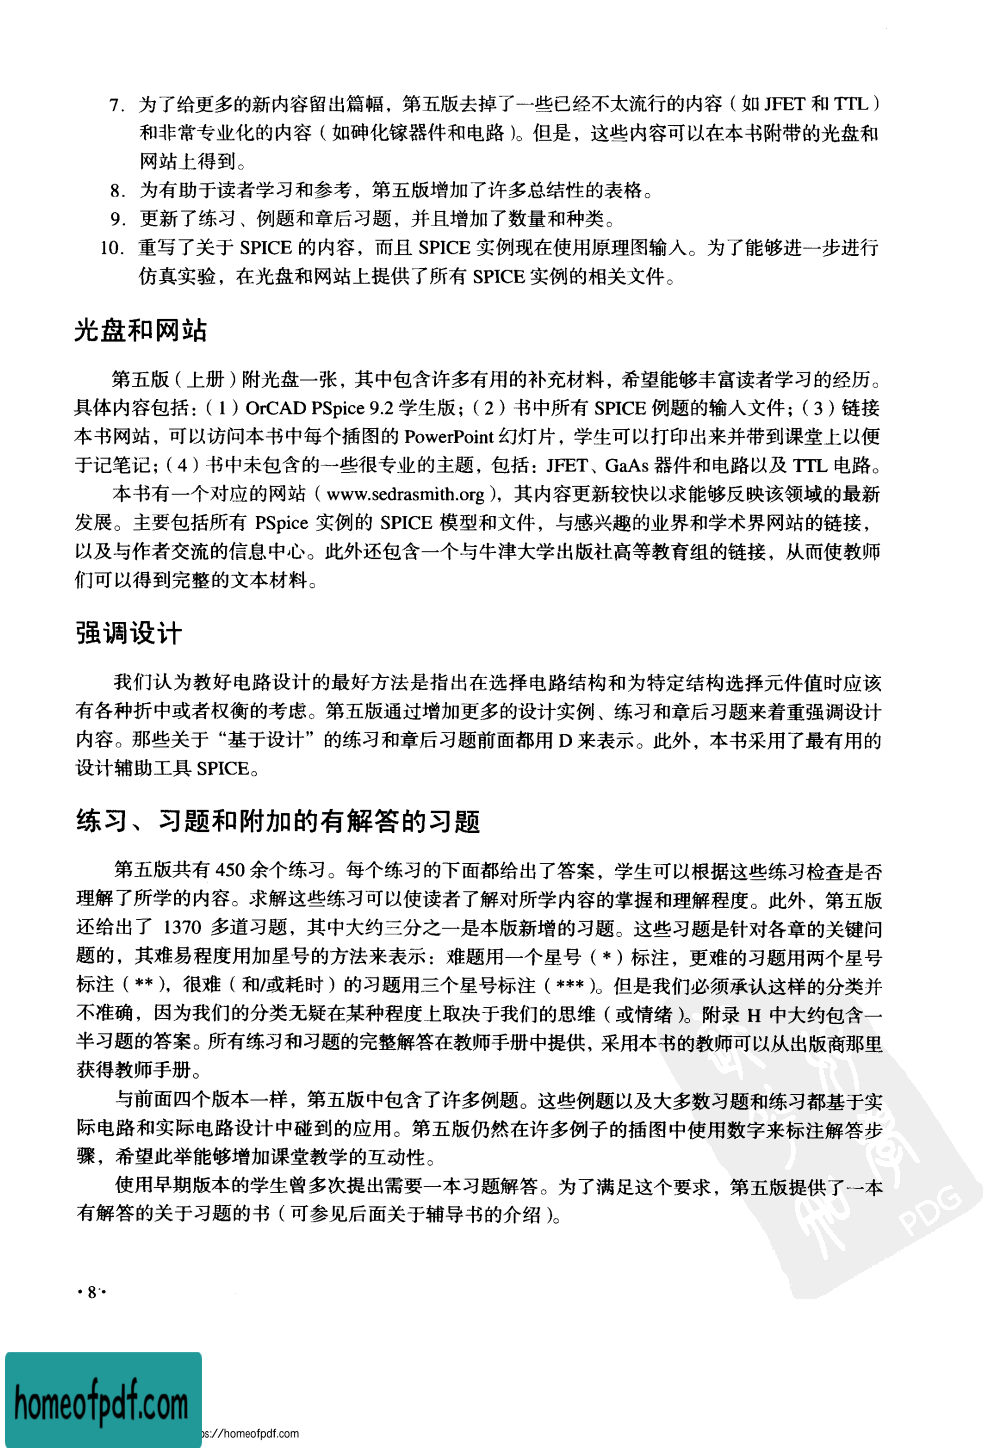 7. 为了给更多的新内容留出篇幅，第五版去掉了一些已经不太流行的内容（如 JFET 和 TTL）
和非常专业化的内容（如砷化镓器件和电路）。但是，这些内容可以在本书附带的光盘和
网站上得到。
8. 为有助于读者学习和参考，第五版增加了许多总结性的表格。
9. 更新了练习、例题和章后习题，并且增加了数量和种类。
10. 重写了关于 SPICE 的内容，而且 SPICE 实例现在使用原理图输入。为了能够进一步进行
仿真实验，在光盘和网站上提供了所有 SPICE 实例的相关文件。
光盘和网站
第五版（上册）附光盘一张，其中包含许多有用的补充材料，希望能够丰富读者学习的经历。
具体内容包括：（1）OrCAD PSpice 9.2 学生版；（2）书中所有 SPICE 例题的输入文件；（3）链接
本书网站，可以访问本书中每个插图的 PowerPoint 幻灯片，学生可以打印出来并带到课堂上以便
于记笔记；（4）书中未包含的一些很专业的主题，包括：JFET、GaAs 器件和电路以及 TTL 电路。
本书有一个对应的网站（www.sedrasmith.org），其内容更新较快以求能够反映该领域的最新
发展。主要包括所有 PSpice 实例的 SPICE 模型和文件，与感兴趣的业界和学术界网站的链接，
以及与作者交流的信息中心。此外还包含一个与牛津大学出版社高等教育组的链接，从而使教师
们可以得到完整的文本材料。
强调设计
我们认为教好电路设计的最好方法是指出在选择电路结构和为特定结构选择元件值时应该
有各种折中或者权衡的考虑。第五版通过增加更多的设计实例、练习和章后习题来着重强调设计
内容。那些关于“基于设计”的练习和章后习题前面都用 D 来表示。此外，本书采用了最有用的
设计辅助工具 SPICE。
练习、习题和附加的有解答的习题
第五版共有 450 余个练习。每个练习的下面都给出了答案，学生可以根据这些练习检查是否
理解了所学的内容。求解这些练习可以使读者了解对所学内容的掌握和理解程度。此外，第五版
还给出了 1370 多道习题，其中大约三分之一是本版新增的习题。这些习题是针对各章的关键问
题的，其难易程度用加星号的方法来表示：难题用一个星号（*）标注，更难的习题用两个星号
标注（**），很难（和/或耗时）的习题用三个星号标注（***）。但是我们必须承认这样的分类并
不准确，因为我们的分类无疑在某种程度上取决于我们的思维（或情绪）。附录 H 中大约包含一
半习题的答案。所有练习和习题的完整解答在教师手册中提供，采用本书的教师可以从出版商那里
获得教师手册。
与前面四个版本一样，第五版中包含了许多例题。这些例题以及大多数习题和练习都基于实
际电路和实际电路设计中碰到的应用。第五版仍然在许多例子的插图中使用数字来标注解答步
骤，希望此举能够增加课堂教学的互动性。
使用早期版本的学生曾多次提出需要一本习题解答。为了满足这个要求，第五版提供了一本
有解答的关于习题的书（可参见后面关于辅导书的介绍）。
PDG
·8·
homeofpdf.com
ps://homeofpdf.com